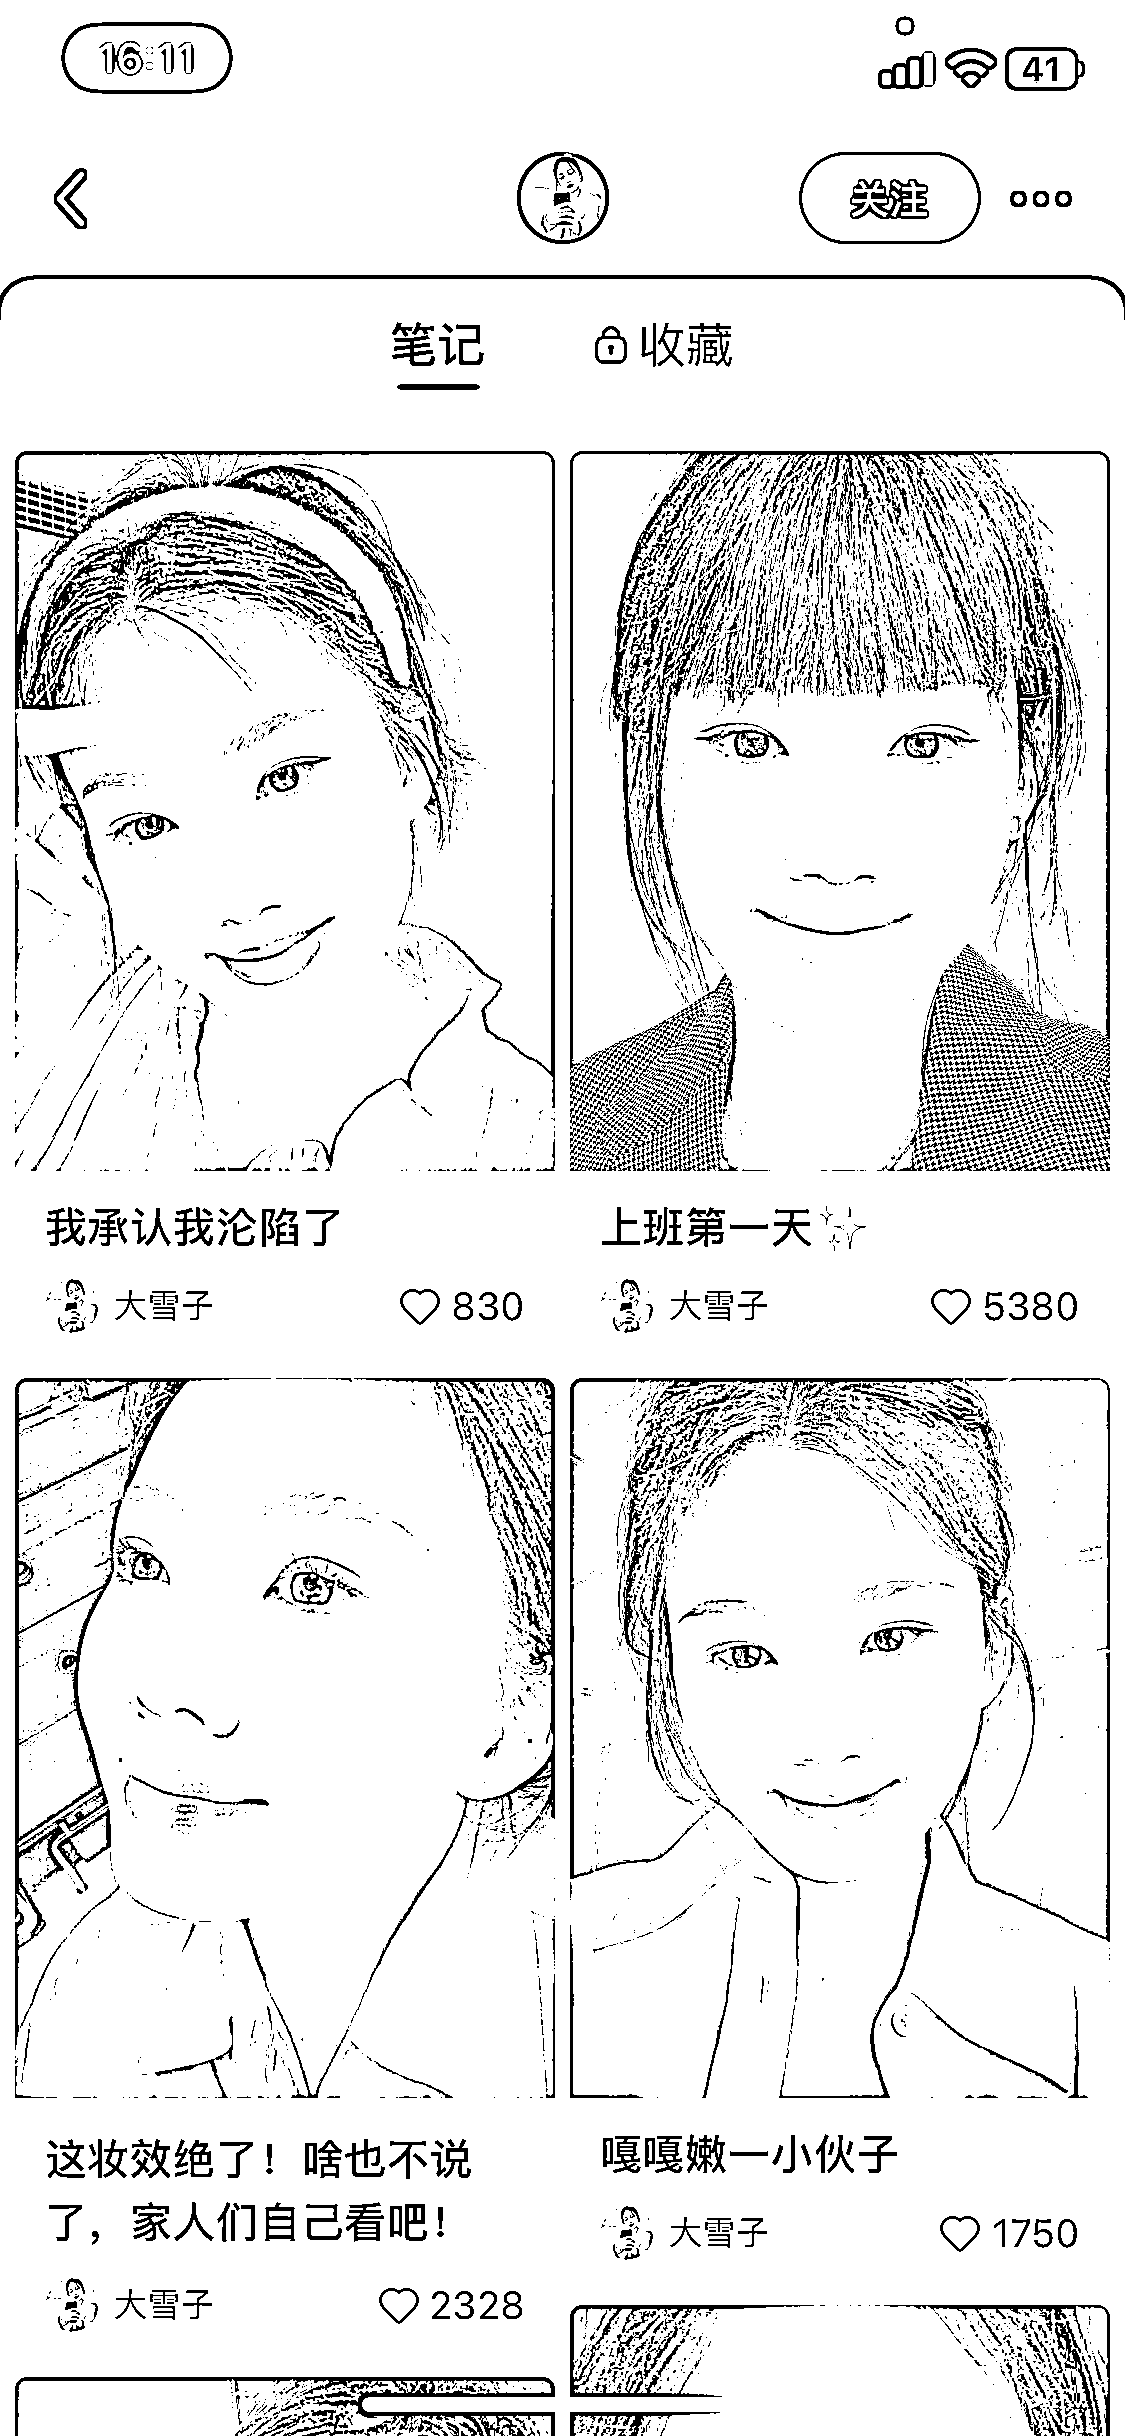 16:11
41
关注
笔记
收藏
我承认我沦陷了
大雪子
830
上班第一天
大雪子
5380
这妆效绝了！啥也不说
了，家人们自己看吧！
大雪子
2328
嘎嘎嫩一小伙子
大雪子
1750